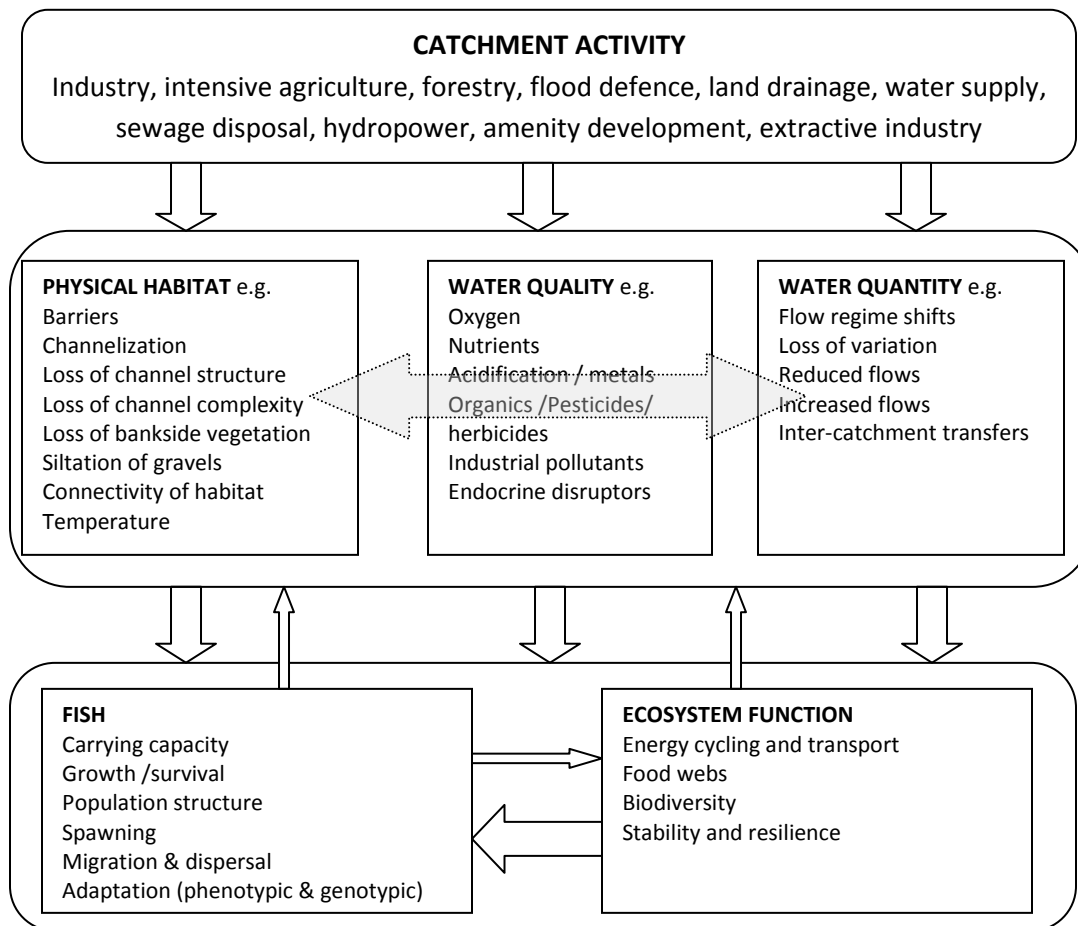 CATCHMENT ACTIVITY
Industry, intensive agriculture, forestry, flood defence, land drainage, water supply,
sewage disposal, hydropower, amenity development, extractive industry
PHYSICAL HABITAT e.g.
Barriers
Channelization
Loss of channel structure
Loss of channel complexity
Loss of bankside vegetation
Siltation of gravels
Connectivity of habitat
Temperature
WATER QUALITY e.g.
Oxygen
Nutrients
Acidification / metals
Organics /Pesticides/
herbicides
Industrial pollutants
Endocrine disruptors
WATER QUANTITY e.g.
Flow regime shifts
Loss of variation
Reduced flows
Increased flows
Inter-catchment transfers
FISH
Carrying capacity
Growth /survival
Population structure
Spawning
Migration & dispersal
Adaptation (phenotypic & genotypic)
ECOSYSTEM FUNCTION
Energy cycling and transport
Food webs
Biodiversity
Stability and resilience